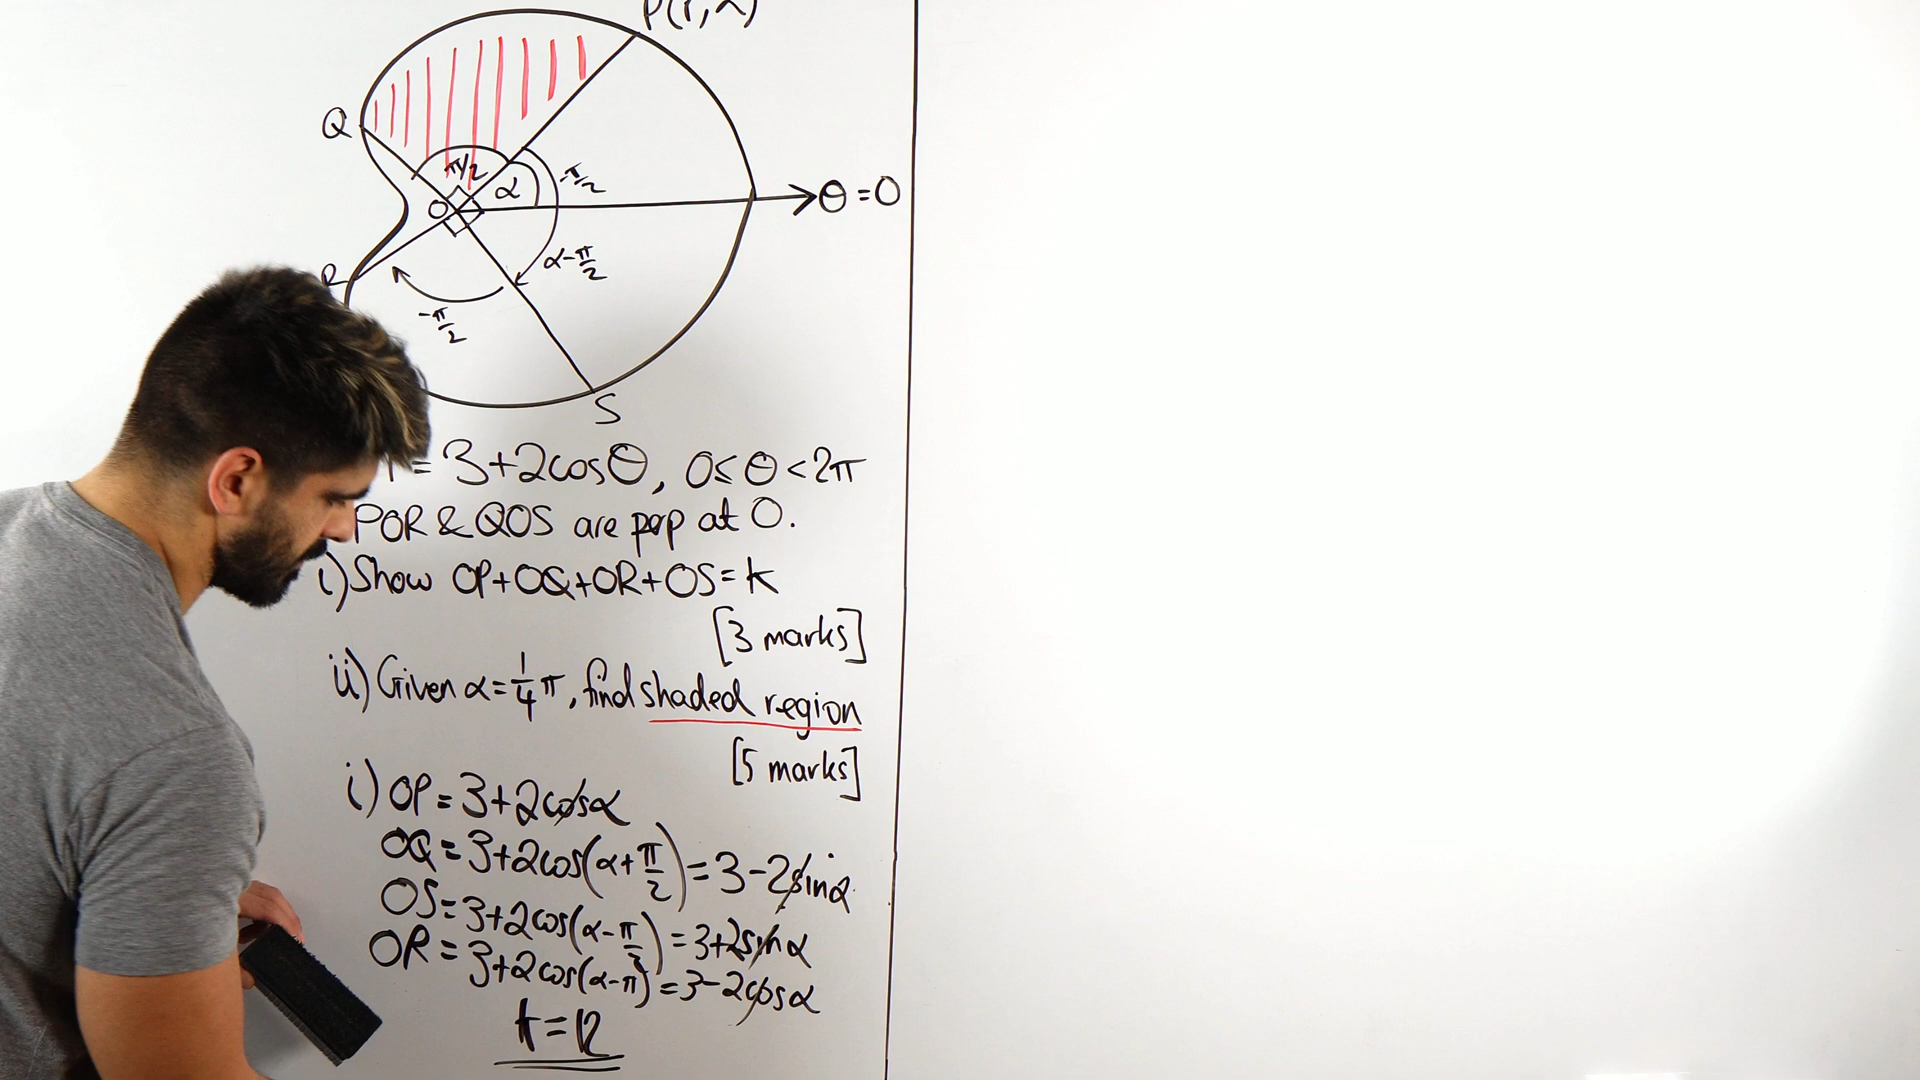 P(r, α)
Q
π/2
α
-π/2
O
θ=0
α-π/2
R
-π/2
S
r=3+2cosθ, 0≤θ<2π
POR & QOS are perp at O.
i) Show OP+OQ+OR+OS=k
[3 marks]
ii) Given α=1/4π, find shaded region
[5 marks]
i) OP=3+2cosα
OQ=3+2cos(α+π/2)=3-2sinα
OS=3+2cos(α-π/2)=3+2sinα
OR=3+2cos(α-π)=3-2cosα
k=12